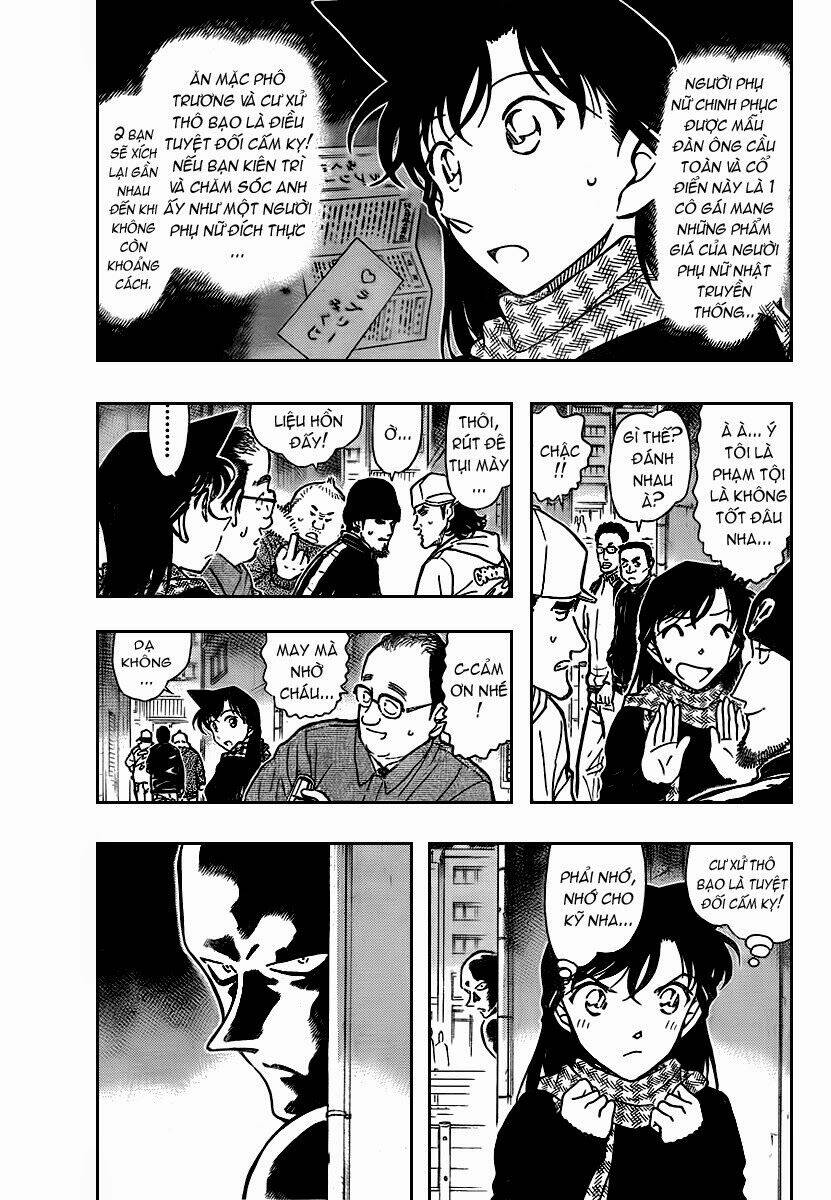 NGƯỜI PHỤ
NỮ CHINH PHỤC
ĐƯỢC MẪU
ĐÀN ÔNG CẦU
TOÀN VÀ CỔ
ĐIỂN NÀY LÀ 1
CÔ GÁI MANG
NHỮNG PHẨM
GIÁ CỦA NGƯỜI
PHỤ NỮ NHẬT
TRUYỀN
THỐNG..
ĂN MẶC PHÔ
TRƯƠNG VÀ CƯ XỬ
THÔ BẠO LÀ ĐIỀU
TUYỆT ĐỐI CẤM KỴ!
NẾU BẠN KIÊN TRÌ
VÀ CHĂM SÓC ANH
ẤY NHƯ MỘT NGƯỜI
PHỤ NỮ ĐÍCH THỰC
...
2 BẠN
SẼ XÍCH
LẠI GẦN
NHAU
ĐẾN KHI
KHÔNG
CÒN
KHOẢNG
CÁCH.
À À... Ý
TÔI LÀ
PHẠM TỘI
LÀ KHÔNG
TỐT ĐÂU
NHA...
GÌ THẾ?
ĐÁNH
NHAU
À?
CHẬC
!!
THÔI,
RÚT ĐÊ
TỤI MÀY
...
Ờ...
LIỆU HỒN
ĐẤY!
........
C-CẢM
ƠN NHÉ
!
MAY MÀ
NHỜ
CHÁU...
DẠ
KHÔNG
...
CƯ XỬ THÔ
BẠO LÀ TUYỆT
ĐỐI CẤM KỴ!
PHẢI NHỚ,
NHỚ CHO
KỸ NHA...